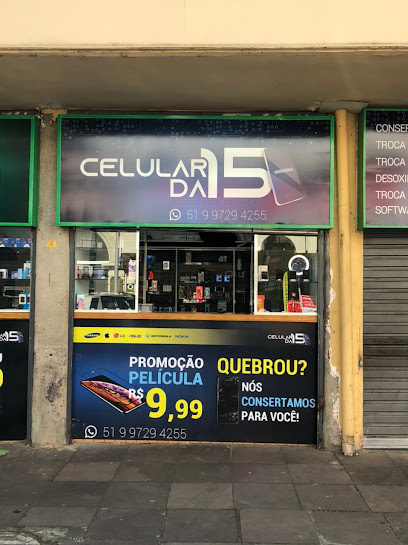 CELULAR 15
DA
51 9 9729 4255
CONSER
TROCA
TROCA
DESOXI
TROCA
SOFTWA
SAMSUNG LG ASUS MOTOROLA NOKIA
CELULAR 15
DA
PROMOÇÃO
PELÍCULA
R$ 9,99
51 9 9729 4255
QUEBROU?
NÓS
CONSERTAMOS
PARA VOCÊ!